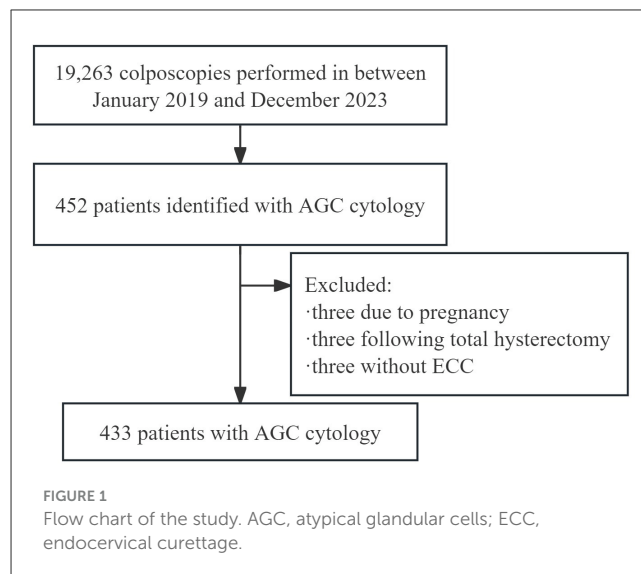 19,263 colposcopies performed in between
January 2019 and December 2023
452 patients identified with AGC cytology
Excluded:
·three due to pregnancy
·three following total hysterectomy
·three without ECC
433 patients with AGC cytology
FIGURE 1
Flow chart of the study. AGC, atypical glandular cells; ECC,
endocervical curettage.